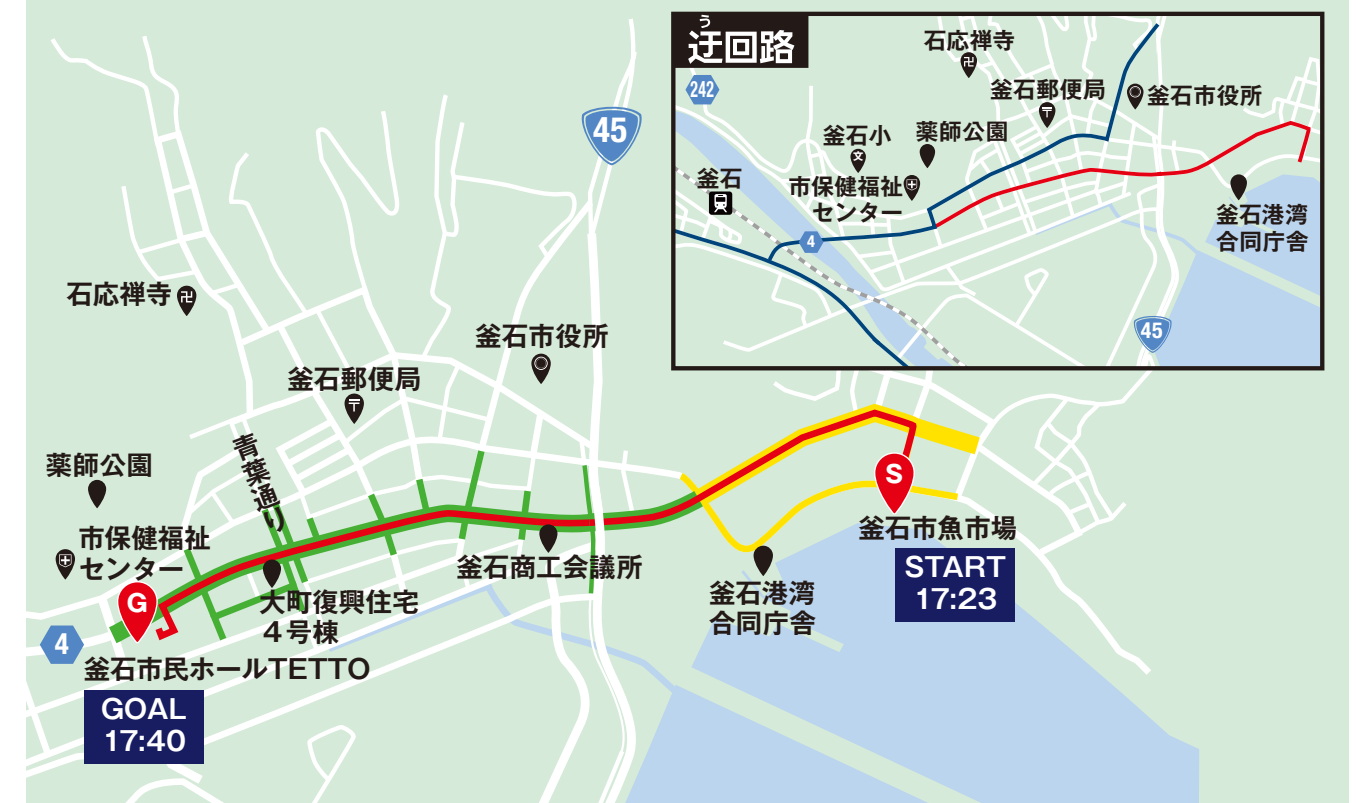 う
迂回路
石応禅寺
242
釜石郵便局
〒
釜石市役所
釜石小
文
薬師公園
釜石
市保健福祉
センター
4
釜石港湾
合同庁舎
45
45
石応禅寺
釜石市役所
釜石郵便局
〒
青葉通り
薬師公園
市保健福祉
センター
S
釜石市魚市場
START
17:23
釜石商工会議所
釜石港湾
合同庁舎
大町復興住宅
4号棟
G
4
釜石市民ホールTETTO
GOAL
17:40